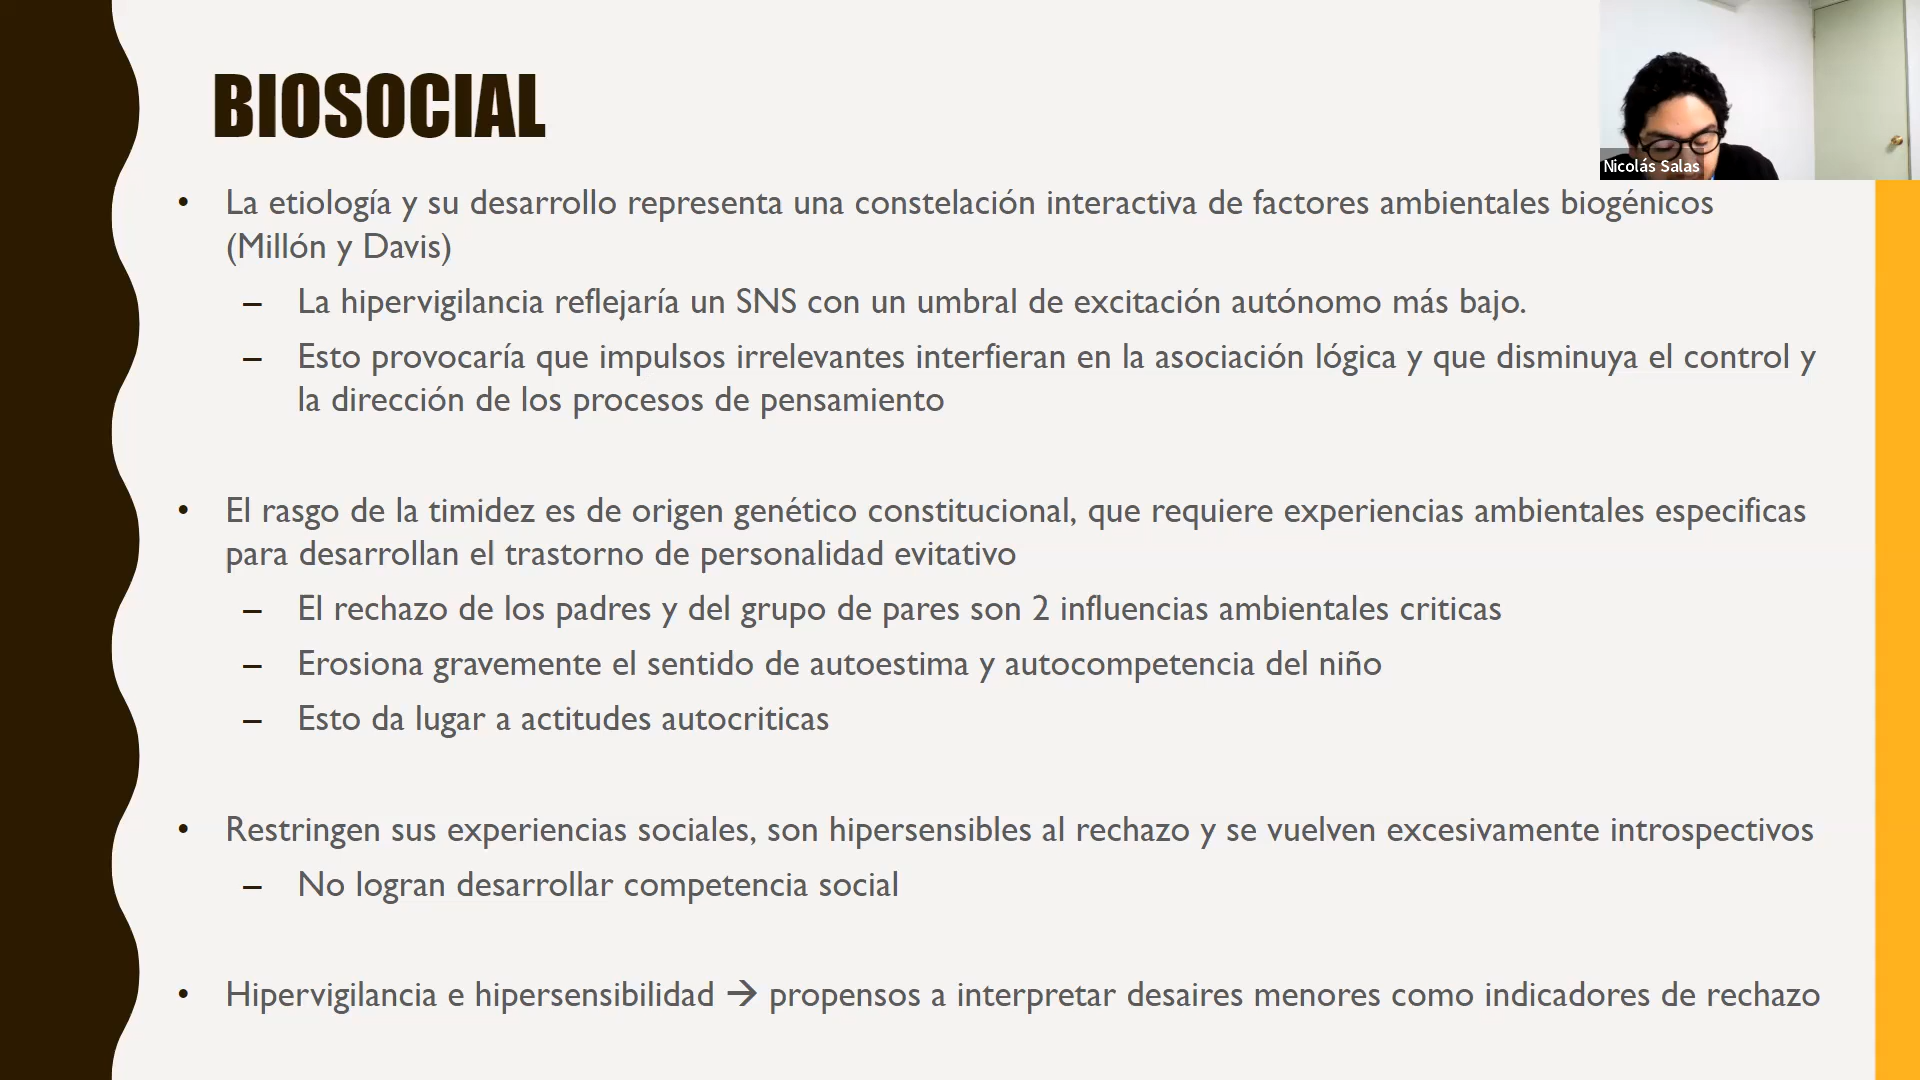 BIOSOCIAL
Nicolás Salas
• La etiología y su desarrollo representa una constelación interactiva de factores ambientales biogénicos
(Millón y Davis)
– La hipervigilancia reflejaría un SNS con un umbral de excitación autónomo más bajo.
– Esto provocaría que impulsos irrelevantes interfieran en la asociación lógica y que disminuya el control y
la dirección de los procesos de pensamiento
• El rasgo de la timidez es de origen genético constitucional, que requiere experiencias ambientales especificas
para desarrollan el trastorno de personalidad evitativo
– El rechazo de los padres y del grupo de pares son 2 influencias ambientales criticas
– Erosiona gravemente el sentido de autoestima y autocompetencia del niño
– Esto da lugar a actitudes autocriticas
• Restringen sus experiencias sociales, son hipersensibles al rechazo y se vuelven excesivamente introspectivos
– No logran desarrollar competencia social
• Hipervigilancia e hipersensibilidad → propensos a interpretar desaires menores como indicadores de rechazo